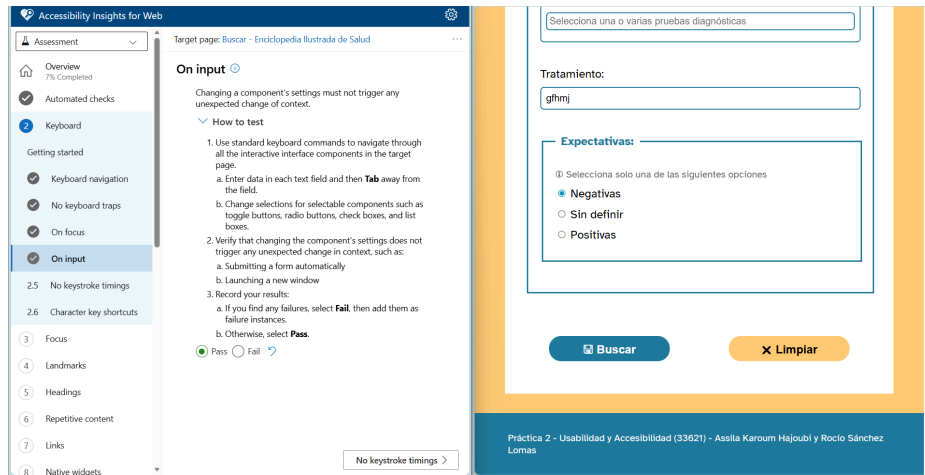 Accessibility Insights for Web
Assessment
Overview
7% Completed
Automated checks
2 Keyboard
Getting started
Keyboard navigation
No keyboard traps
On focus
On input
2.5 No keystroke timings
2.6 Character key shortcuts
3 Focus
4 Landmarks
5 Headings
6 Repetitive content
7 Links
8 Native widgets
Target page: Buscar - Enciclopedia Ilustrada de Salud
On input
Changing a component's settings must not trigger any
unexpected change of context.
How to test
1. Use standard keyboard commands to navigate through
all the interactive interface components in the target
page.
a. Enter data in each text field and then Tab away from
the field.
b. Change selections for selectable components such as
toggle buttons, radio buttons, check boxes, and list
boxes.
2. Verify that changing the component's settings does not
trigger any unexpected change in context, such as:
a. Submitting a form automatically
b. Launching a new window
3. Record your results:
a. If you find any failures, select Fail, then add them as
failure instances.
b. Otherwise, select Pass.
Pass Fail
No keystroke timings
Selecciona una o varias pruebas diagnósticas
Tratamiento:
gfhmj
Expectativas:
Selecciona solo una de las siguientes opciones
Negativas
Sin definir
Positivas
Buscar
Limpiar
Práctica 2 - Usabilidad y Accesibilidad (33621) - Assila Karoum Hajoubi y Rocío Sánchez
Lomas